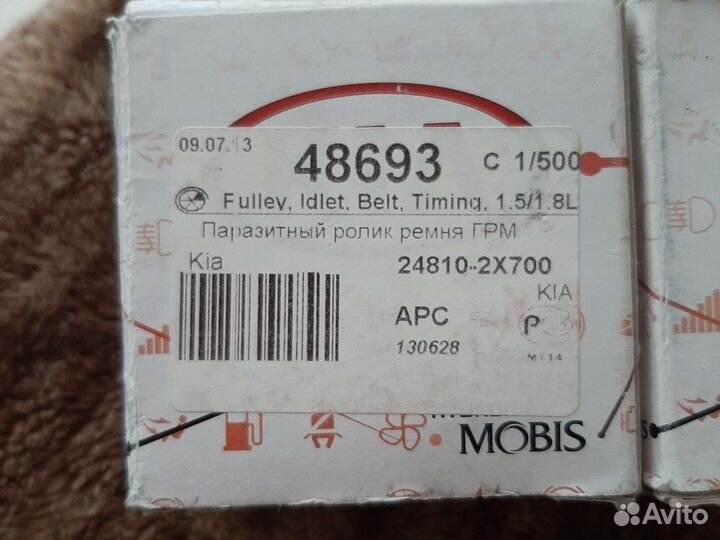 09.07.13
48693 C 1/500
Fulley, Idlet, Belt, Timing, 1.5/1.8L
Паразитный ролик ремня ГРМ
Kia 24810-2X700
KIA
APC
130628
MT14
MOBIS
Avito